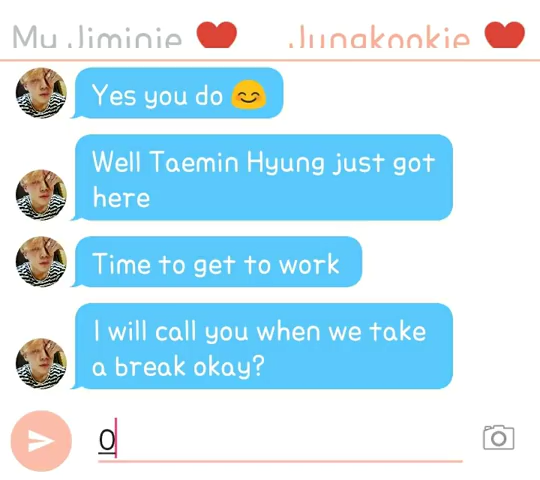 My Jiminie ❤ Jungkookie ❤
Yes you do 😊
Well Taemin Hyung just got
here
Time to get to work
I will call you when we take
a break okay?
O